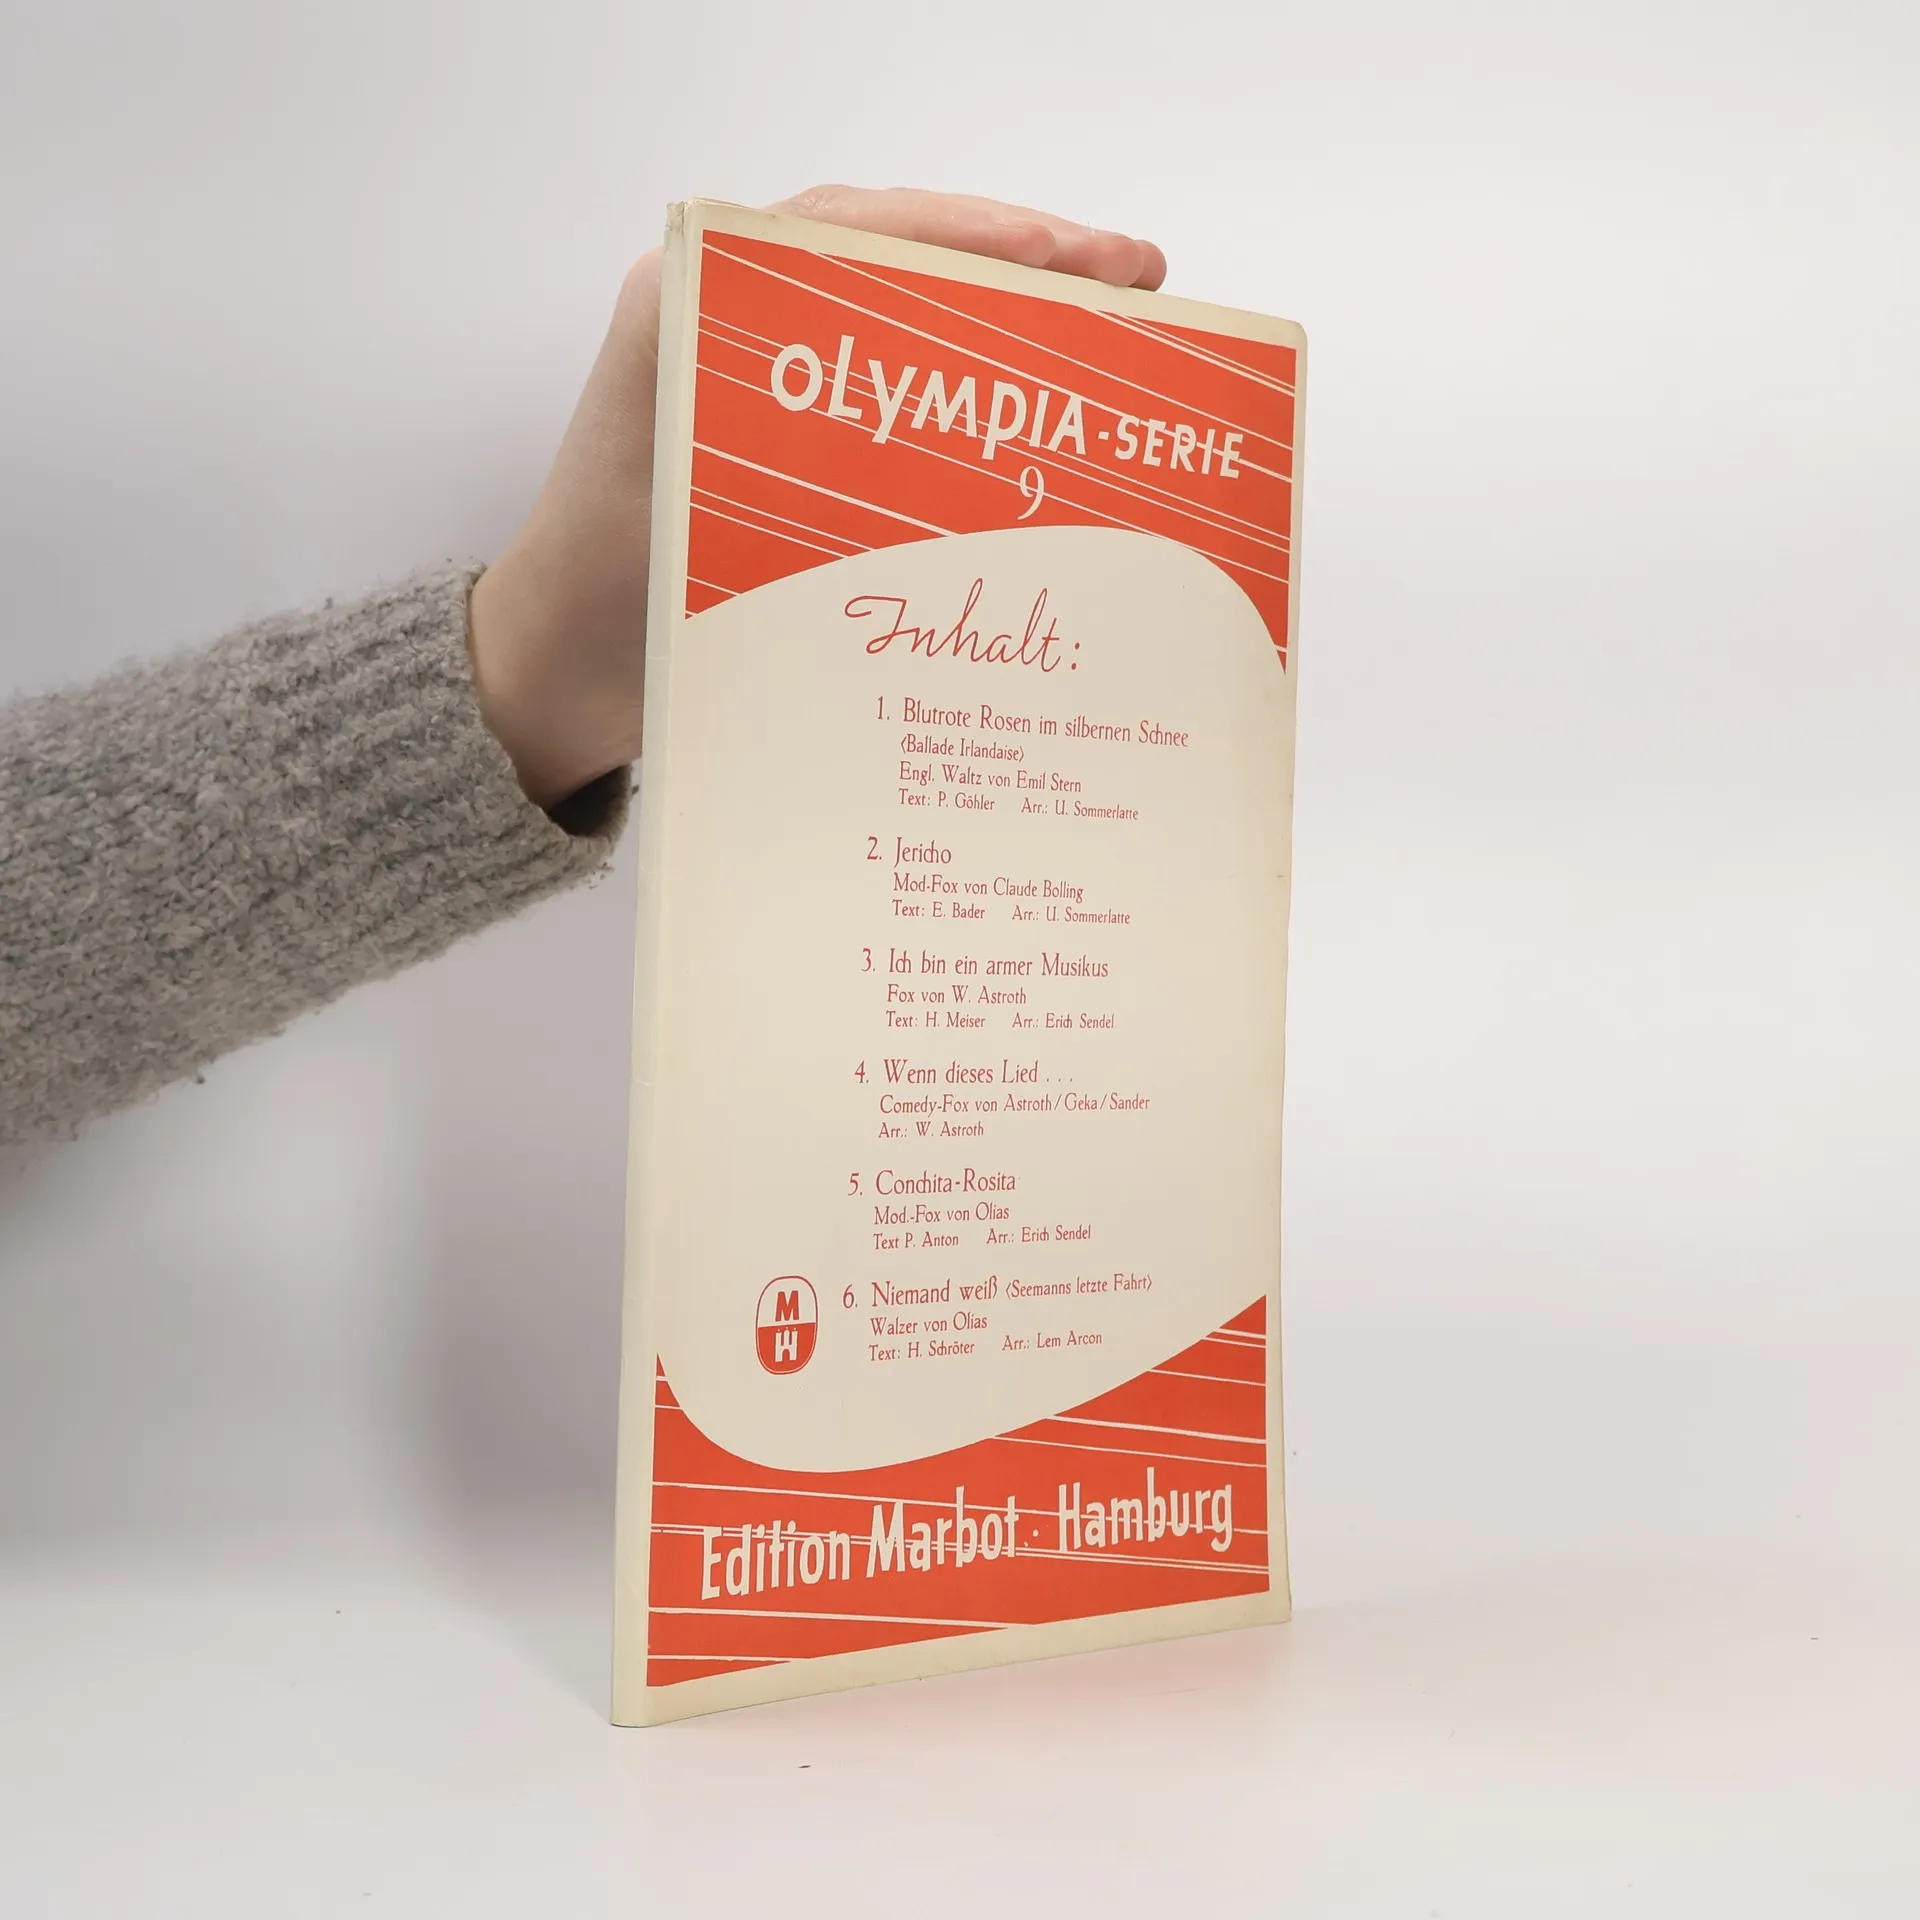 OLYMPIA-SERIE
9
Inhalt:
1. Blutrote Rosen im silbernen Schnee
<Ballade Irlandaise>
Engl. Waltz von Emil Stern
Text: P. Göhler Arr.: U. Sommerlatte
2. Jericho
Mod-Fox von Claude Bolling
Text: E. Bader Arr.: U. Sommerlatte
3. Ich bin ein armer Musikus
Fox von W. Astroth
Text: H. Meiser Arr.: Erich Sendel
4. Wenn dieses Lied . . .
Comedy-Fox von Astroth/Geka/Sander
Arr.: W. Astroth
5. Conchita-Rosita
Mod.-Fox von Olias
Text P. Anton Arr.: Erich Sendel
6. Niemand weiß <Seemanns letzte Fahrt>
Walzer von Olias
Text: H. Schröter Arr.: Lem Arcon
M
Edition Marbot · Hamburg